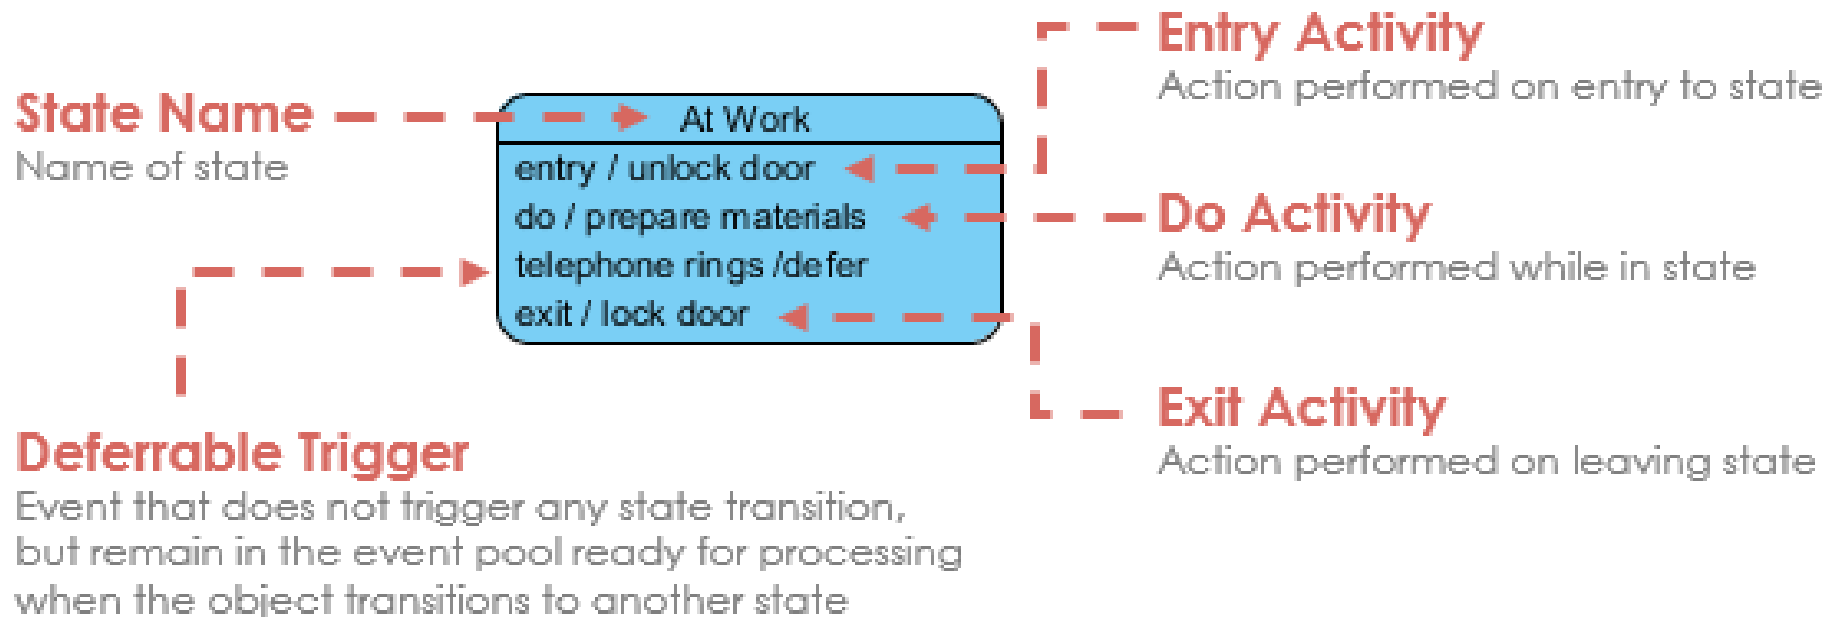 Entry Activity
Action performed on entry to state
State Name
Name of state
At Work
entry / unlock door
do / prepare materials
telephone rings /defer
exit / lock door
Do Activity
Action performed while in state
Exit Activity
Action performed on leaving state
Deferrable Trigger
Event that does not trigger any state transition,
but remain in the event pool ready for processing
when the object transitions to another state